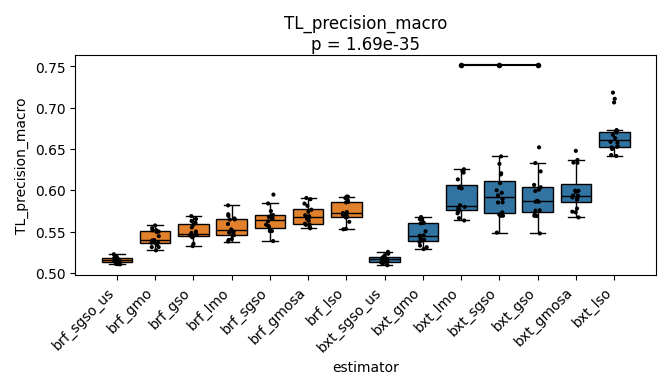 TL_precision_macro
p = 1.69e-35
TL_precision_macro
0.75
0.70
0.65
0.60
0.55
0.50
brf_sgso_us
brf_gmo
brf_gso
brf_lmo
brf_sgso
brf_gmosa
brf_lso
bxt_sgso_us
bxt_gmo
bxt_lmo
bxt_sgso
bxt_gso
bxt_gmosa
bxt_lso
estimator